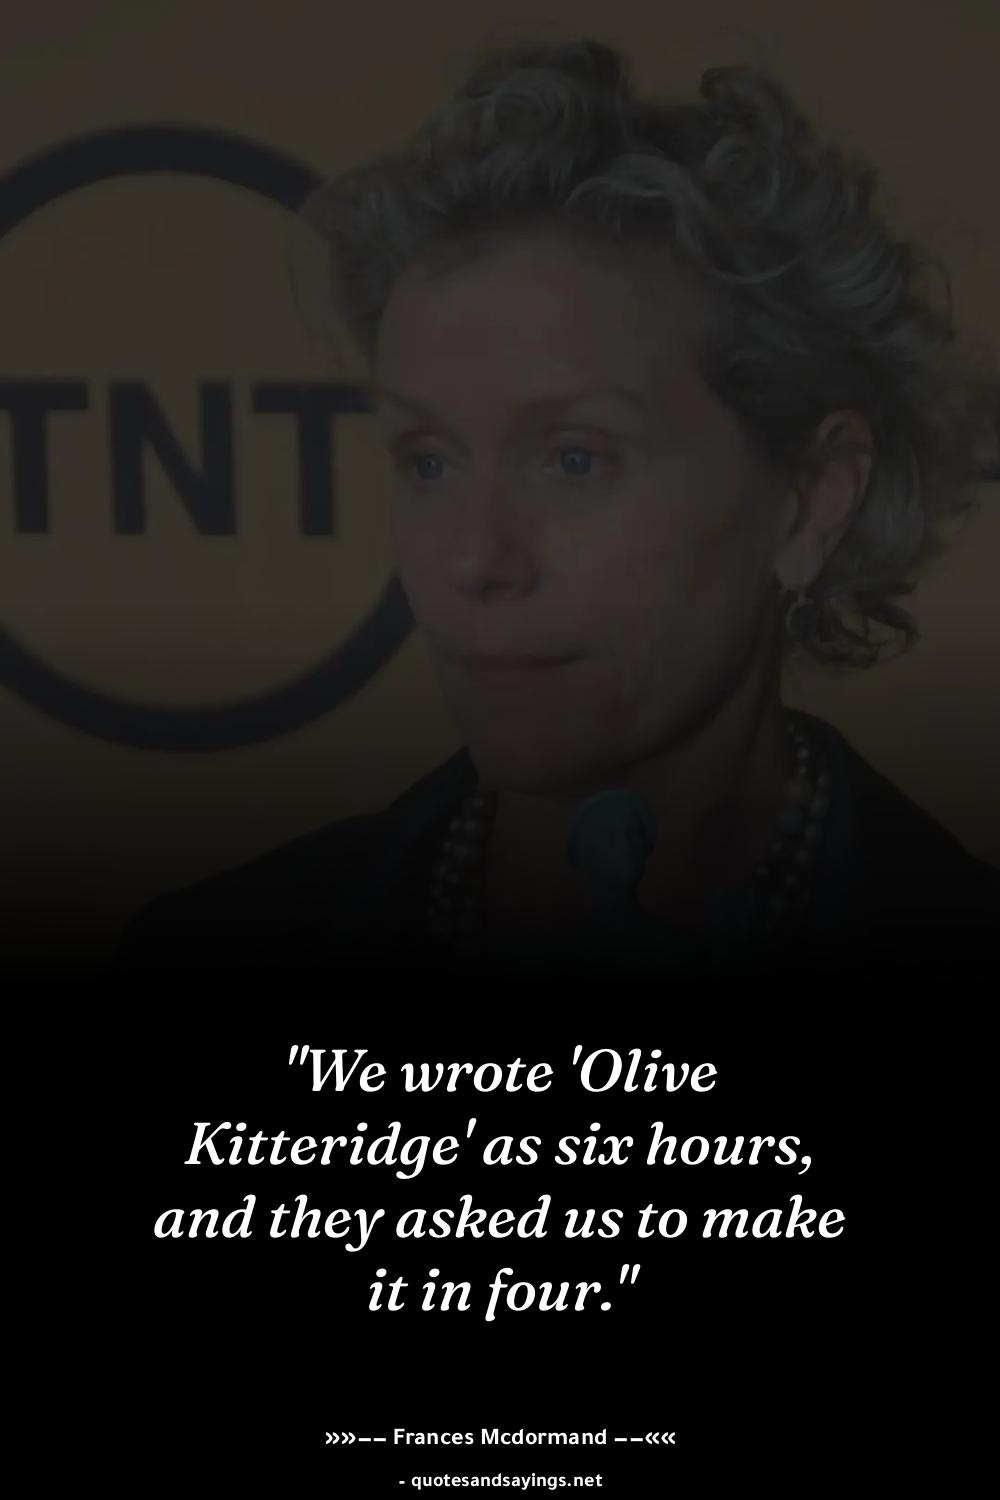 TNT
"We wrote 'Olive
Kitteridge' as six hours,
and they asked us to make
it in four."
»»−− Frances Mcdormand −−««
- quotesandsayings.net